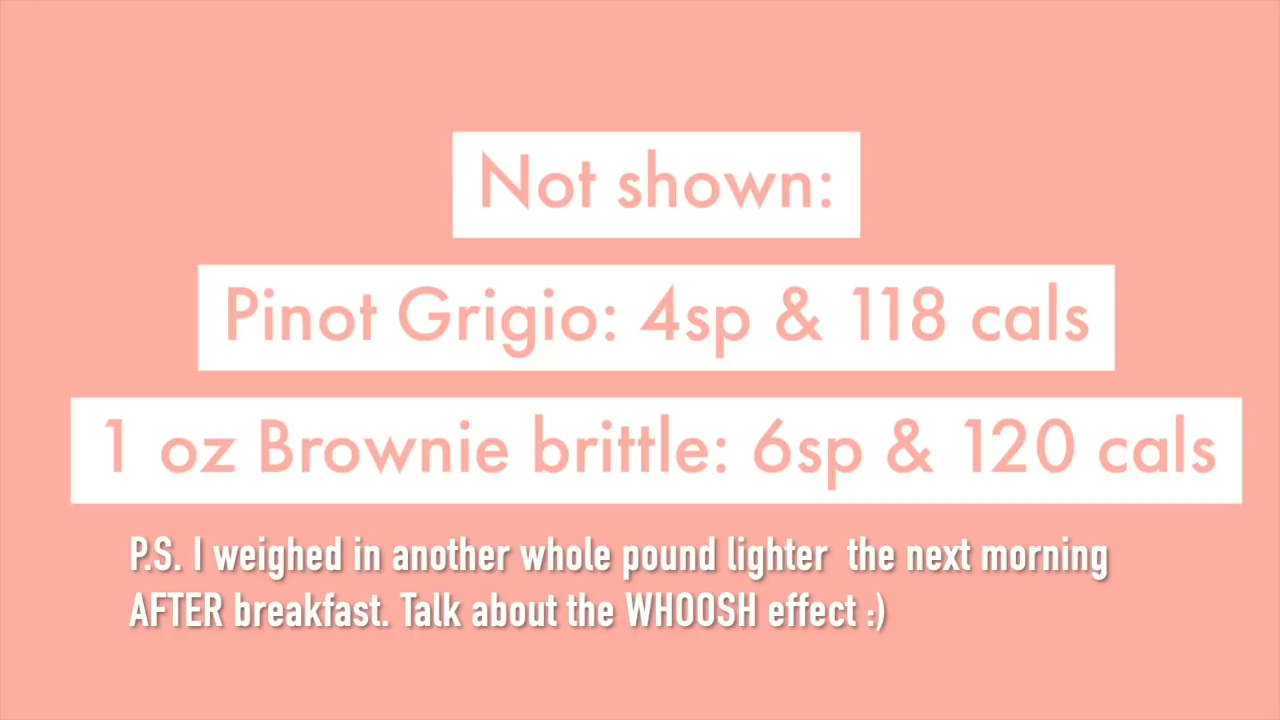 Not shown:
Pinot Grigio: 4sp & 118 cals
1 oz Brownie brittle: 6sp & 120 cals
P.S. I weighed in another whole pound lighter the next morning
AFTER breakfast. Talk about the WHOOSH effect :)